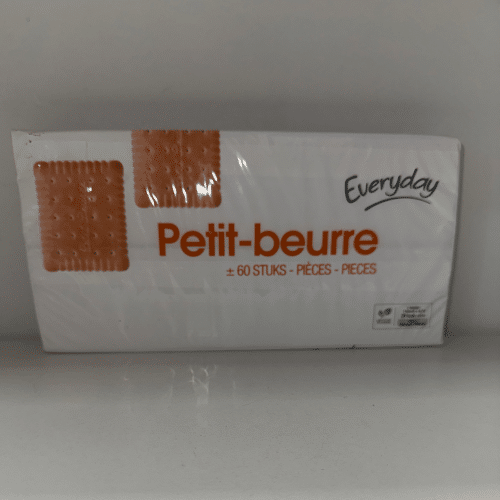 Everyday
Petit-beurre
± 60 STUKS - PIÈCES - PIECES